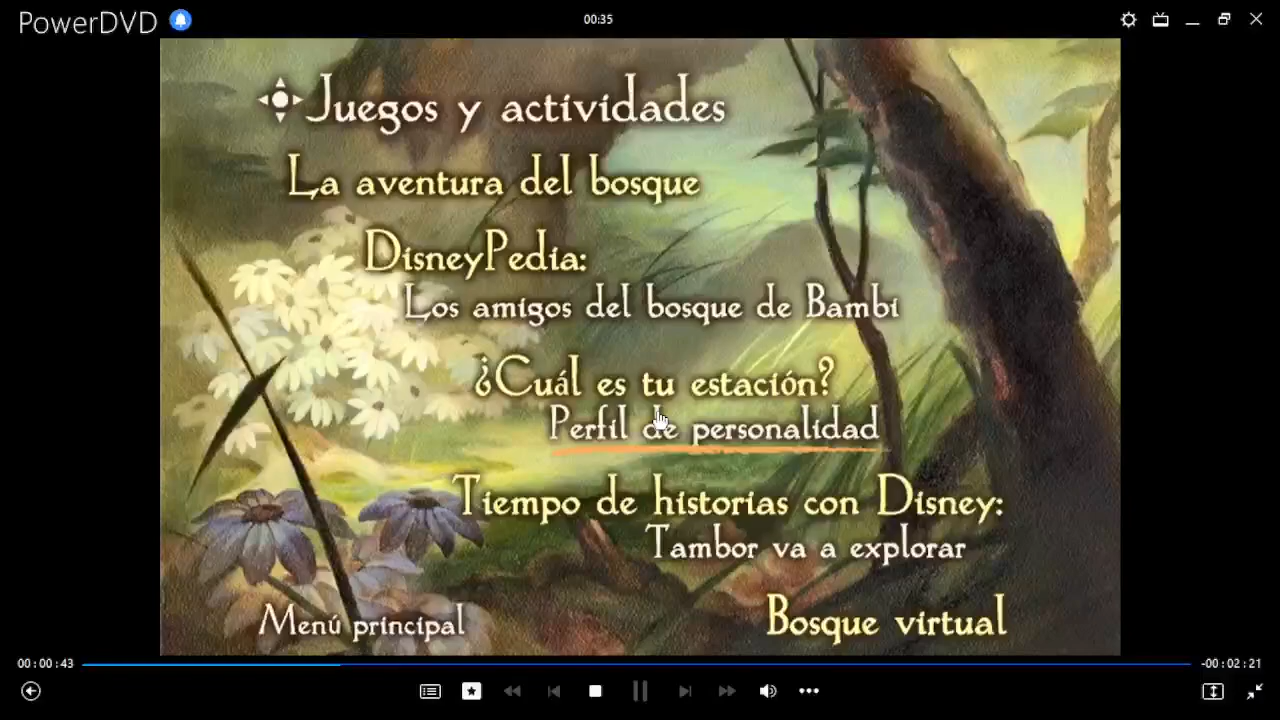 PowerDVD
00:35
Juegos y actividades
La aventura del bosque
DisneyPedia:
Los amigos del bosque de Bambi
¿Cuál es tu estación?
Perfil de personalidad
Tiempo de historias con Disney:
Tambor va a explorar
Menú principal
Bosque virtual
00:00:43
-00:02:21